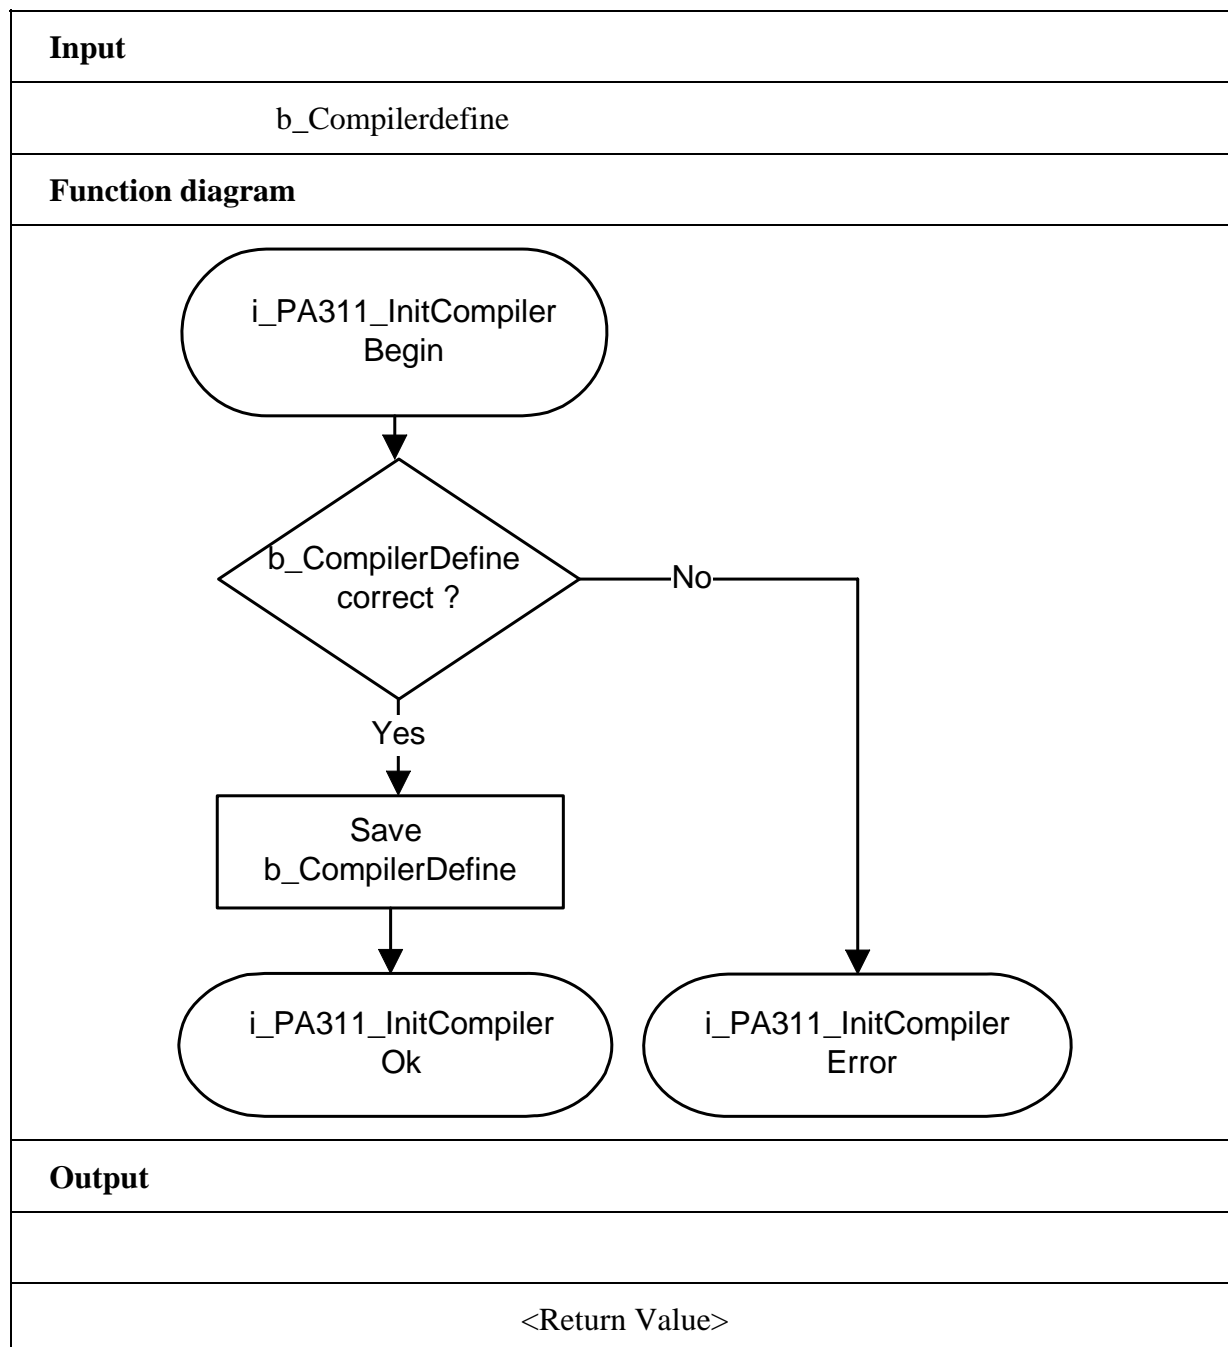 Input
b_Compilerdefine
Function diagram
i_PA311_InitCompiler
Begin
b_CompilerDefine
correct ?
No
Yes
Save
b_CompilerDefine
i_PA311_InitCompiler
Ok
i_PA311_InitCompiler
Error
Output
<Return Value>